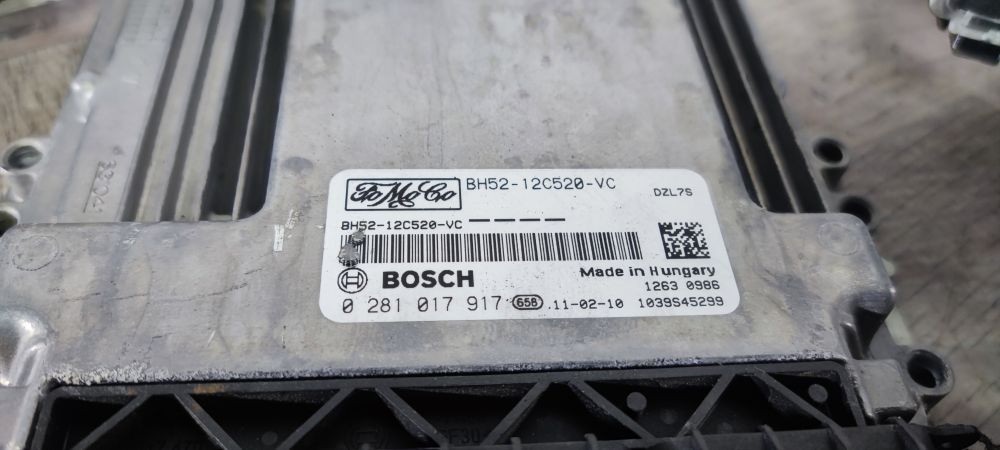 FoMoCo
BH52-12C520-VC
DZL7S
BH52-12C520-VC ----
BOSCH
Made in Hungary
1263 0986
0 281 017 917 658 .11-02-10 1039S45299